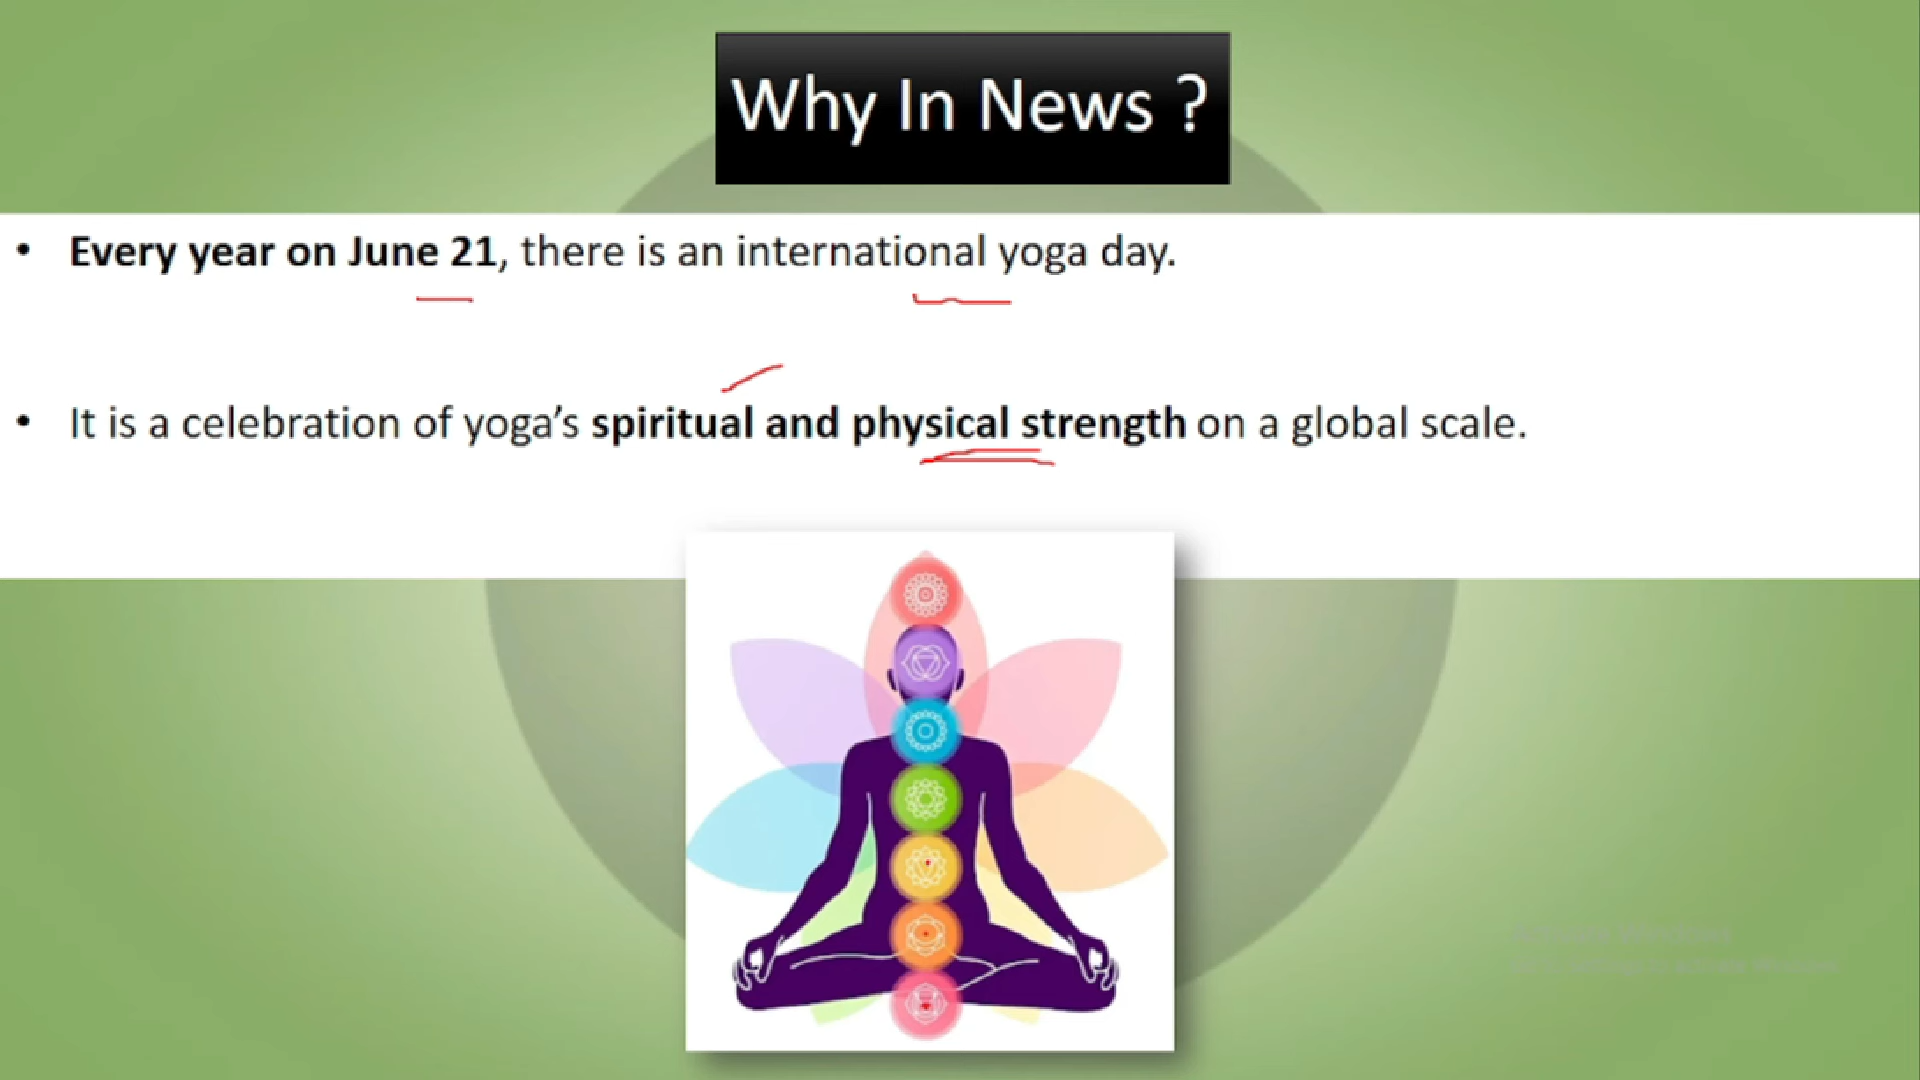 Why In News ?
• Every year on June 21, there is an international yoga day.
• It is a celebration of yoga's spiritual and physical strength on a global scale.